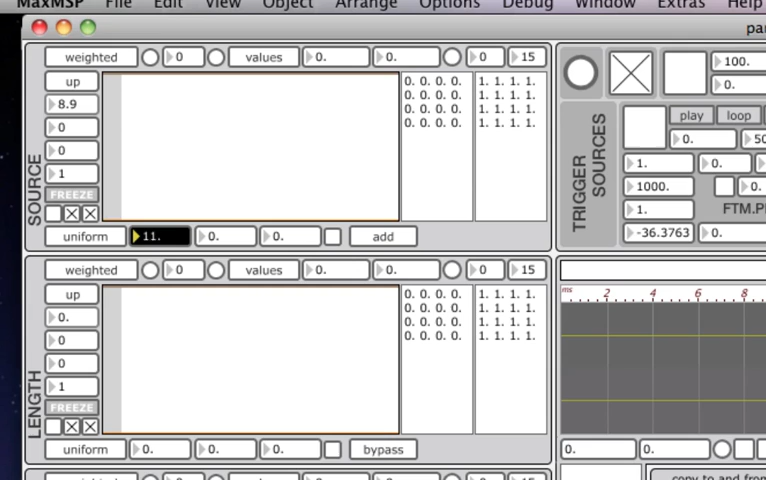 MaxMSP File Edit View Object Arrange Options Debug Window Extras Help
weighted 0 values 0. 0. 0 15
up
8.9
0
0
1
FREEZE
SOURCE
0. 0. 0. 0.
0. 0. 0. 0.
0. 0. 0. 0.
0. 0. 0. 0.
1. 1. 1. 1.
1. 1. 1. 1.
1. 1. 1. 1.
1. 1. 1. 1.
uniform 11. 0. 0. add
weighted 0 values 0. 0. 0 15
up
0.
0
0
1
FREEZE
LENGTH
0. 0. 0. 0.
0. 0. 0. 0.
0. 0. 0. 0.
0. 0. 0. 0.
1. 1. 1. 1.
1. 1. 1. 1.
1. 1. 1. 1.
1. 1. 1. 1.
uniform 0. 0. 0. bypass
100.
0.
TRIGGER
SOURCES
play loop
0. 50
1. 0.
1000. 0.
1. FTM.P
-36.3763 0.
ms 2 4 6 8
0. 0.
copy to and from